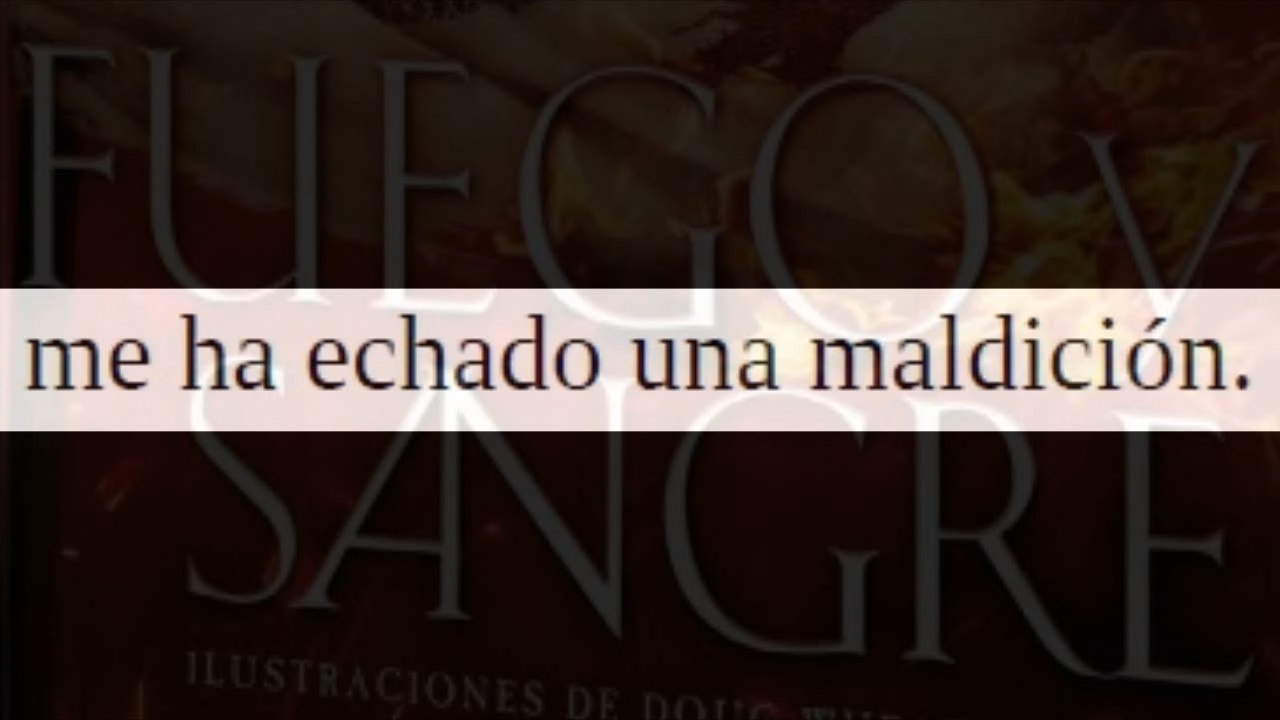 FUEGO Y
me ha echado una maldición.
SANGRE
ILUSTRACIONES DE DOUG